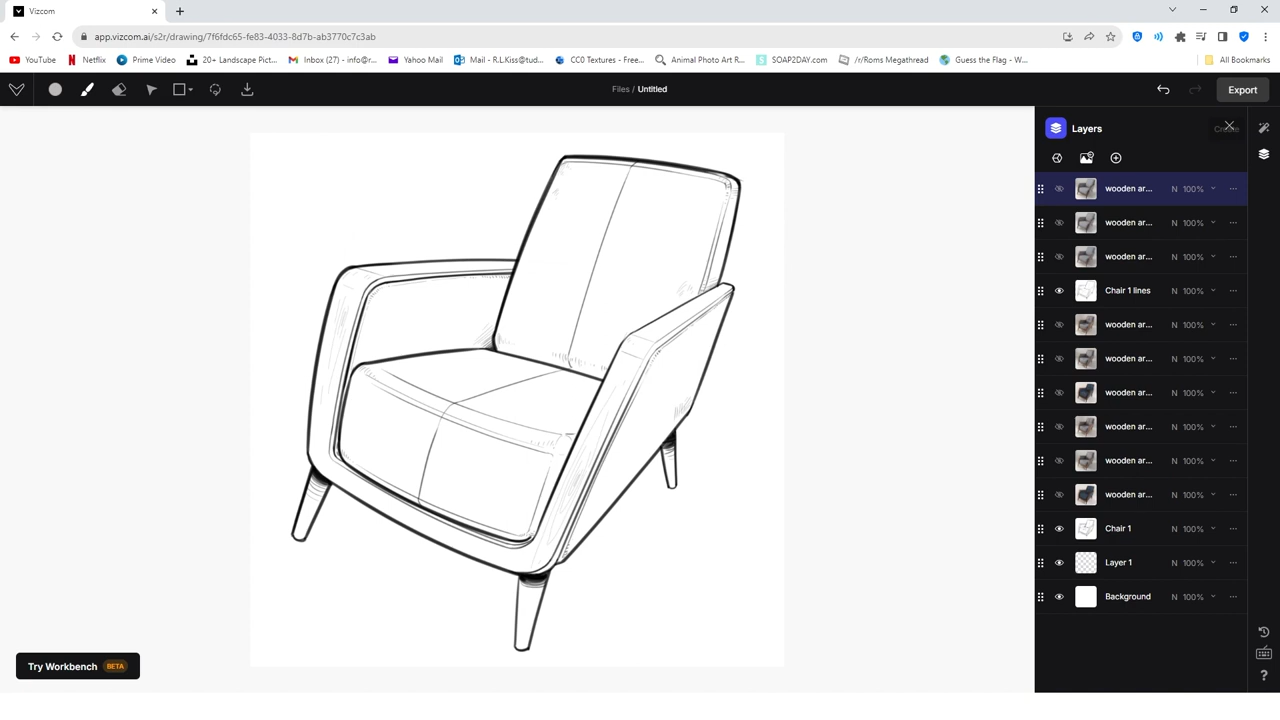 Vizcom
app.vizcom.ai/s2r/drawing/7f6fdc65-fe83-4033-8d7b-ab3770c7c3ab
YouTube Netflix Prime Video 20+ Landscape Pict... Inbox (27) - info@r... Yahoo Mail Mail - R.L.Kiss@tud... CC0 Textures - Free... Animal Photo Art R... SOAP2DAY.com /r/Roms Megathread Guess the Flag - W... All Bookmarks
Files / Untitled
Export
Layers
Create
wooden ar... N 100%
wooden ar... N 100%
wooden ar... N 100%
Chair 1 lines N 100%
wooden ar... N 100%
wooden ar... N 100%
wooden ar... N 100%
wooden ar... N 100%
wooden ar... N 100%
wooden ar... N 100%
Chair 1 N 100%
Layer 1 N 100%
Background N 100%
Try Workbench BETA